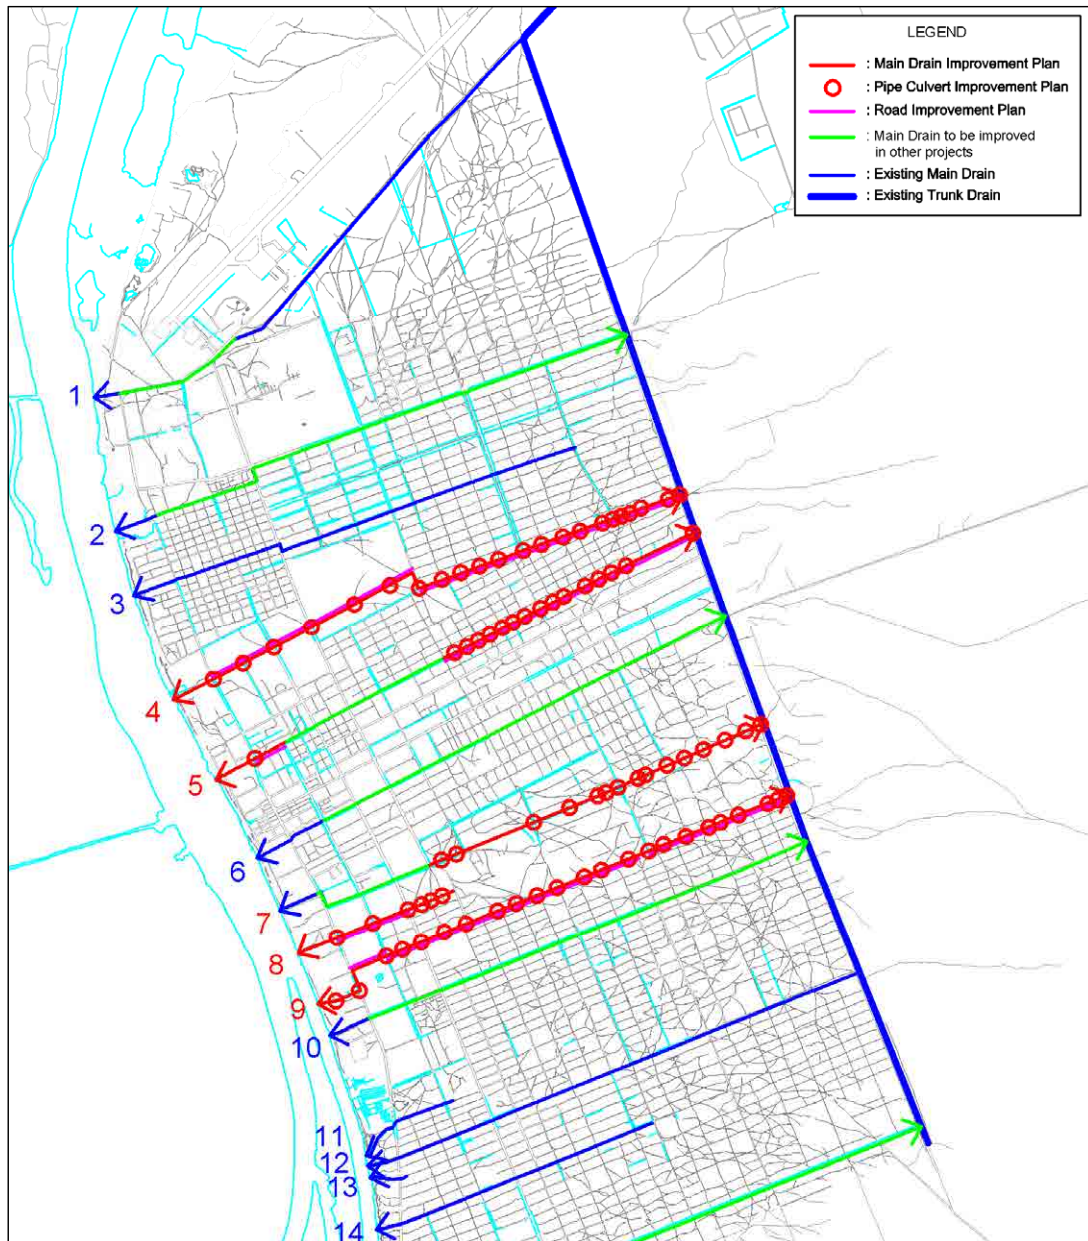 LEGEND
: Main Drain Improvement Plan
: Pipe Culvert Improvement Plan
: Road Improvement Plan
: Main Drain to be improved
in other projects
: Existing Main Drain
: Existing Trunk Drain
1
2
3
4
5
6
7
8
9
10
11
12
13
14